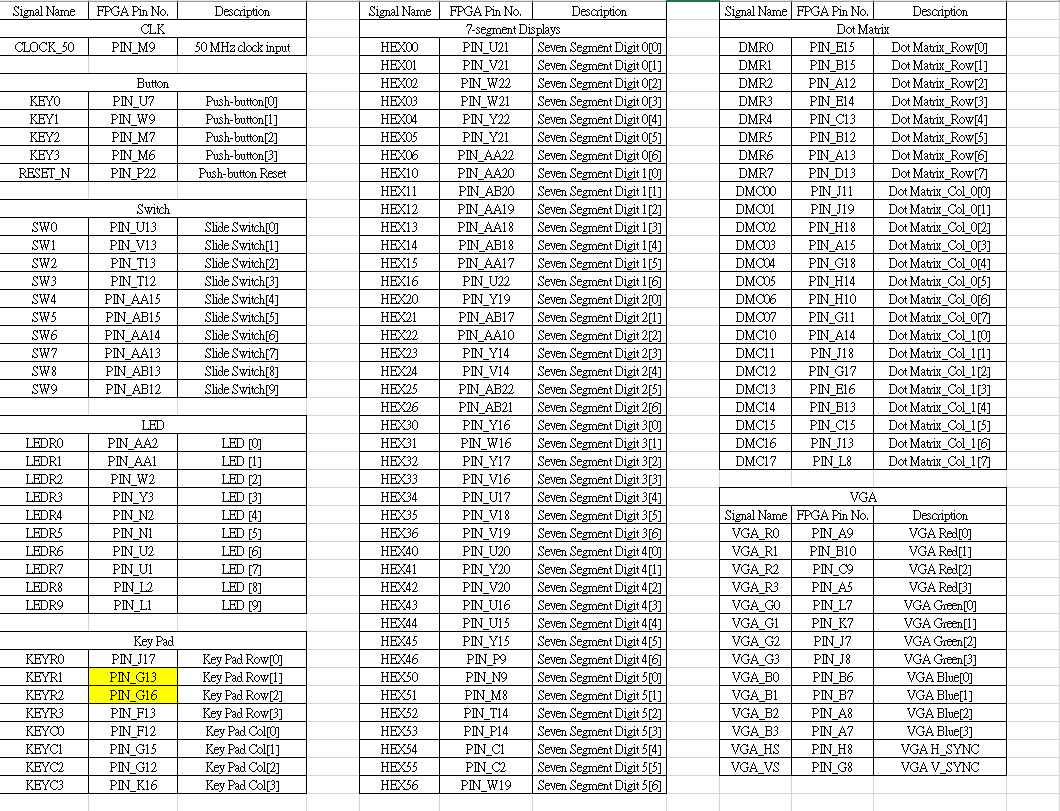 Signal Name FPGA Pin No. Description
CLK
CLOCK_50 PIN_M9 50 MHz clock input
Button
KEY0 PIN_U7 Push-button[0]
KEY1 PIN_W9 Push-button[1]
KEY2 PIN_M7 Push-button[2]
KEY3 PIN_M6 Push-button[3]
RESET_N PIN_P22 Push-button Reset
Switch
SW0 PIN_U13 Slide Switch[0]
SW1 PIN_V13 Slide Switch[1]
SW2 PIN_T13 Slide Switch[2]
SW3 PIN_T12 Slide Switch[3]
SW4 PIN_AA15 Slide Switch[4]
SW5 PIN_AB15 Slide Switch[5]
SW6 PIN_AA14 Slide Switch[6]
SW7 PIN_AA13 Slide Switch[7]
SW8 PIN_AB13 Slide Switch[8]
SW9 PIN_AB12 Slide Switch[9]
LED
LEDR0 PIN_AA2 LED [0]
LEDR1 PIN_AA1 LED [1]
LEDR2 PIN_W2 LED [2]
LEDR3 PIN_Y3 LED [3]
LEDR4 PIN_N2 LED [4]
LEDR5 PIN_N1 LED [5]
LEDR6 PIN_U2 LED [6]
LEDR7 PIN_U1 LED [7]
LEDR8 PIN_L2 LED [8]
LEDR9 PIN_L1 LED [9]
Key Pad
KEYR0 PIN_J17 Key Pad Row[0]
KEYR1 PIN_G13 Key Pad Row[1]
KEYR2 PIN_G16 Key Pad Row[2]
KEYR3 PIN_F13 Key Pad Row[3]
KEYC0 PIN_F12 Key Pad Col[0]
KEYC1 PIN_G15 Key Pad Col[1]
KEYC2 PIN_G12 Key Pad Col[2]
KEYC3 PIN_K16 Key Pad Col[3]
Signal Name FPGA Pin No. Description
7-segment Displays
HEX00 PIN_U21 Seven Segment Digit 0[0]
HEX01 PIN_V21 Seven Segment Digit 0[1]
HEX02 PIN_W22 Seven Segment Digit 0[2]
HEX03 PIN_W21 Seven Segment Digit 0[3]
HEX04 PIN_Y22 Seven Segment Digit 0[4]
HEX05 PIN_Y21 Seven Segment Digit 0[5]
HEX06 PIN_AA22 Seven Segment Digit 0[6]
HEX10 PIN_AA20 Seven Segment Digit 1[0]
HEX11 PIN_AB20 Seven Segment Digit 1[1]
HEX12 PIN_AA19 Seven Segment Digit 1[2]
HEX13 PIN_AA18 Seven Segment Digit 1[3]
HEX14 PIN_AB18 Seven Segment Digit 1[4]
HEX15 PIN_AA17 Seven Segment Digit 1[5]
HEX16 PIN_U22 Seven Segment Digit 1[6]
HEX20 PIN_Y19 Seven Segment Digit 2[0]
HEX21 PIN_AB17 Seven Segment Digit 2[1]
HEX22 PIN_AA10 Seven Segment Digit 2[2]
HEX23 PIN_Y14 Seven Segment Digit 2[3]
HEX24 PIN_V14 Seven Segment Digit 2[4]
HEX25 PIN_AB22 Seven Segment Digit 2[5]
HEX26 PIN_AB21 Seven Segment Digit 2[6]
HEX30 PIN_Y16 Seven Segment Digit 3[0]
HEX31 PIN_W16 Seven Segment Digit 3[1]
HEX32 PIN_Y17 Seven Segment Digit 3[2]
HEX33 PIN_V16 Seven Segment Digit 3[3]
HEX34 PIN_U17 Seven Segment Digit 3[4]
HEX35 PIN_V18 Seven Segment Digit 3[5]
HEX36 PIN_V19 Seven Segment Digit 3[6]
HEX40 PIN_U20 Seven Segment Digit 4[0]
HEX41 PIN_Y20 Seven Segment Digit 4[1]
HEX42 PIN_V20 Seven Segment Digit 4[2]
HEX43 PIN_U16 Seven Segment Digit 4[3]
HEX44 PIN_U15 Seven Segment Digit 4[4]
HEX45 PIN_Y15 Seven Segment Digit 4[5]
HEX46 PIN_P9 Seven Segment Digit 4[6]
HEX50 PIN_N9 Seven Segment Digit 5[0]
HEX51 PIN_M8 Seven Segment Digit 5[1]
HEX52 PIN_T14 Seven Segment Digit 5[2]
HEX53 PIN_P14 Seven Segment Digit 5[3]
HEX54 PIN_C1 Seven Segment Digit 5[4]
HEX55 PIN_C2 Seven Segment Digit 5[5]
HEX56 PIN_W19 Seven Segment Digit 5[6]
Signal Name FPGA Pin No. Description
Dot Matrix
DMR0 PIN_E15 Dot Matrix_Row[0]
DMR1 PIN_B15 Dot Matrix_Row[1]
DMR2 PIN_A12 Dot Matrix_Row[2]
DMR3 PIN_E14 Dot Matrix_Row[3]
DMR4 PIN_C13 Dot Matrix_Row[4]
DMR5 PIN_B12 Dot Matrix_Row[5]
DMR6 PIN_A13 Dot Matrix_Row[6]
DMR7 PIN_D13 Dot Matrix_Row[7]
DMC00 PIN_J11 Dot Matrix_Col_0[0]
DMC01 PIN_J19 Dot Matrix_Col_0[1]
DMC02 PIN_H18 Dot Matrix_Col_0[2]
DMC03 PIN_A15 Dot Matrix_Col_0[3]
DMC04 PIN_G18 Dot Matrix_Col_0[4]
DMC05 PIN_H14 Dot Matrix_Col_0[5]
DMC06 PIN_H10 Dot Matrix_Col_0[6]
DMC07 PIN_G11 Dot Matrix_Col_0[7]
DMC10 PIN_A14 Dot Matrix_Col_1[0]
DMC11 PIN_J18 Dot Matrix_Col_1[1]
DMC12 PIN_G17 Dot Matrix_Col_1[2]
DMC13 PIN_E16 Dot Matrix_Col_1[3]
DMC14 PIN_B13 Dot Matrix_Col_1[4]
DMC15 PIN_C15 Dot Matrix_Col_1[5]
DMC16 PIN_J13 Dot Matrix_Col_1[6]
DMC17 PIN_L8 Dot Matrix_Col_1[7]
VGA
Signal Name FPGA Pin No. Description
VGA_R0 PIN_A9 VGA Red[0]
VGA_R1 PIN_B10 VGA Red[1]
VGA_R2 PIN_C9 VGA Red[2]
VGA_R3 PIN_A5 VGA Red[3]
VGA_G0 PIN_L7 VGA Green[0]
VGA_G1 PIN_K7 VGA Green[1]
VGA_G2 PIN_J7 VGA Green[2]
VGA_G3 PIN_J8 VGA Green[3]
VGA_B0 PIN_B6 VGA Blue[0]
VGA_B1 PIN_B7 VGA Blue[1]
VGA_B2 PIN_A8 VGA Blue[2]
VGA_B3 PIN_A7 VGA Blue[3]
VGA_HS PIN_H8 VGA H_SYNC
VGA_VS PIN_G8 VGA V_SYNC